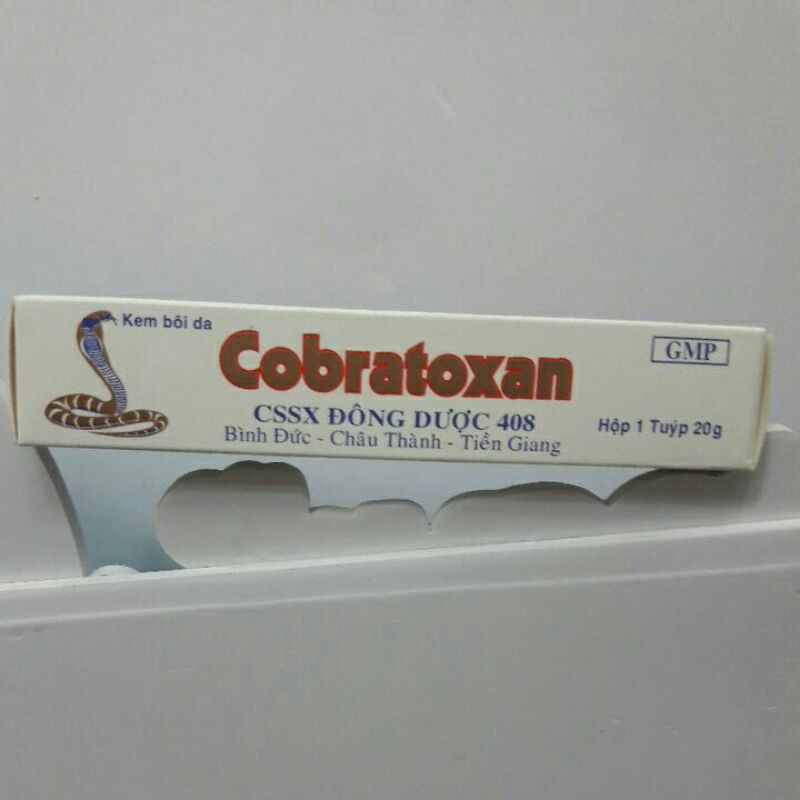 Kem bôi da
Cobratoxan
GMP
CSSX ĐÔNG DƯỢC 408
Bình Đức - Châu Thành - Tiền Giang
Hộp 1 Tuýp 20g